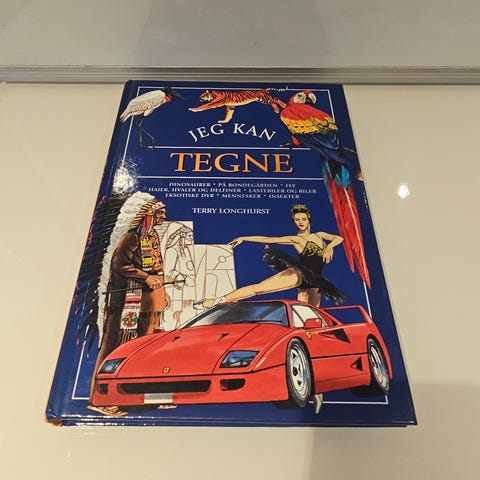 JEG KAN
TEGNE
DINOSAURER • PÅ BONDEGÅRDEN • FLY
HAIER, HVALER OG DELFINER • LASTEBILER OG BILER
EKSOTISKE DYR • MENNESKER • INSEKTER
TERRY LONGHURST